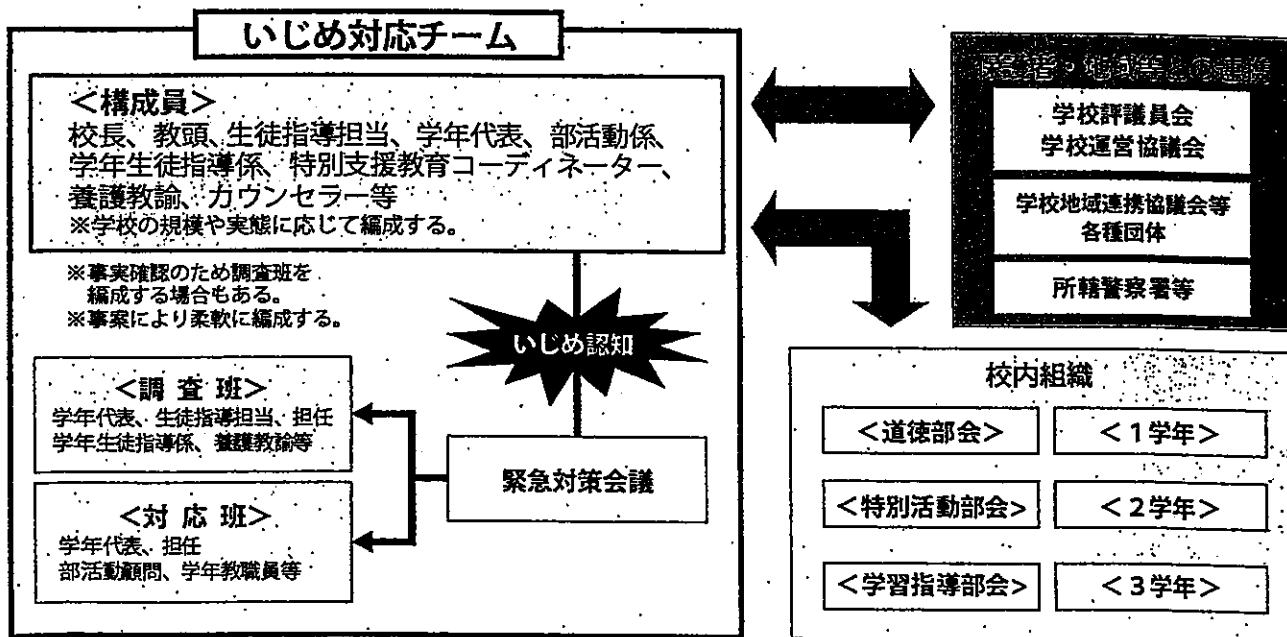 いじめ対応チーム
<構成員>
校長、教頭、生徒指導担当、学年代表、部活動係、
学年生徒指導係、特別支援教育コーディネーター、
養護教諭、カウンセラー等
※学校の規模や実態に応じて編成する。
※事実確認のため調査班を
編成する場合もある。
※事案により柔軟に編成する。
いじめ認知
<調査班>
学年代表、生徒指導担当、担任
学年生徒指導係、養護教諭等
緊急対策会議
<対応班>
学年代表、担任
部活動顧問、学年教職員等
保護者・地域等との連携
学校評議員会
学校運営協議会
学校地域連携協議会等
各種団体
所轄警察署等
校内組織
<道徳部会>
<1学年>
<特別活動部会>
<2学年>
<学習指導部会>
<3学年>